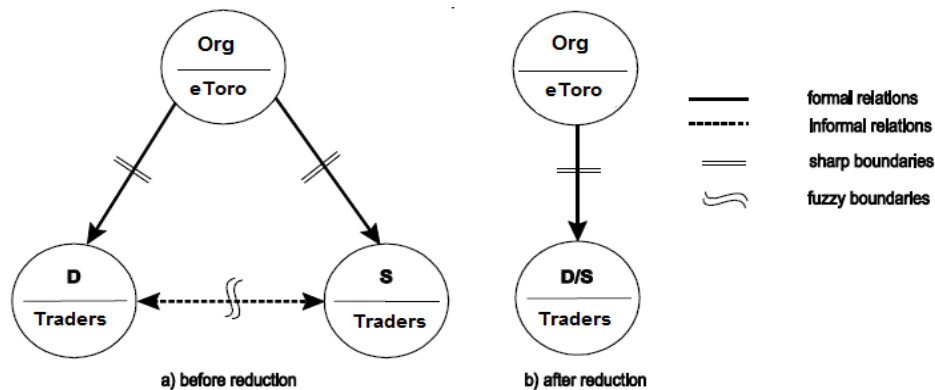 Org
eToro
D
Traders
S
Traders
a) before reduction
Org
eToro
D/S
Traders
b) after reduction
formal relations
informal relations
sharp boundaries
fuzzy boundaries